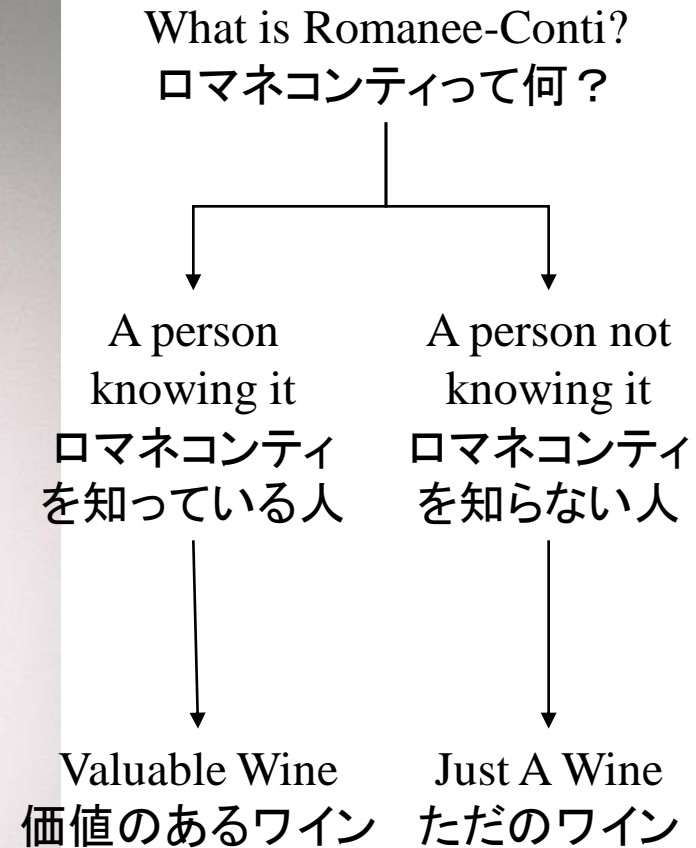 What is Romanee-Conti?
ロマネコンティって何？
A person
knowing it
ロマネコンティ
を知っている人
A person not
knowing it
ロマネコンティ
を知らない人
Valuable Wine
価値のあるワイン
Just A Wine
ただのワイン